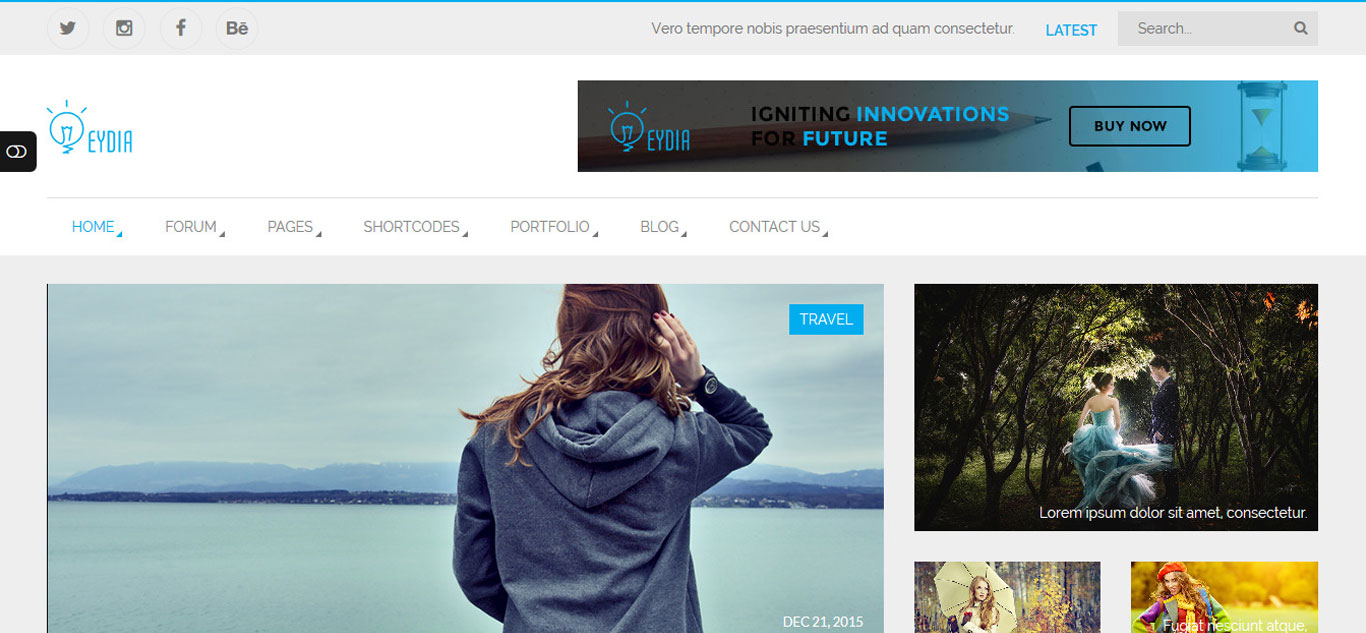 Bē
Vero tempore nobis praesentium ad quam consectetur.
LATEST
Search...
EYDIA
EYDIA
IGNITING INNOVATIONS
FOR FUTURE
BUY NOW
HOME
FORUM
PAGES
SHORTCODES
PORTFOLIO
BLOG
CONTACT US
TRAVEL
DEC 21, 2015
Lorem ipsum dolor sit amet, consectetur.
Fugiat nesciunt atque,